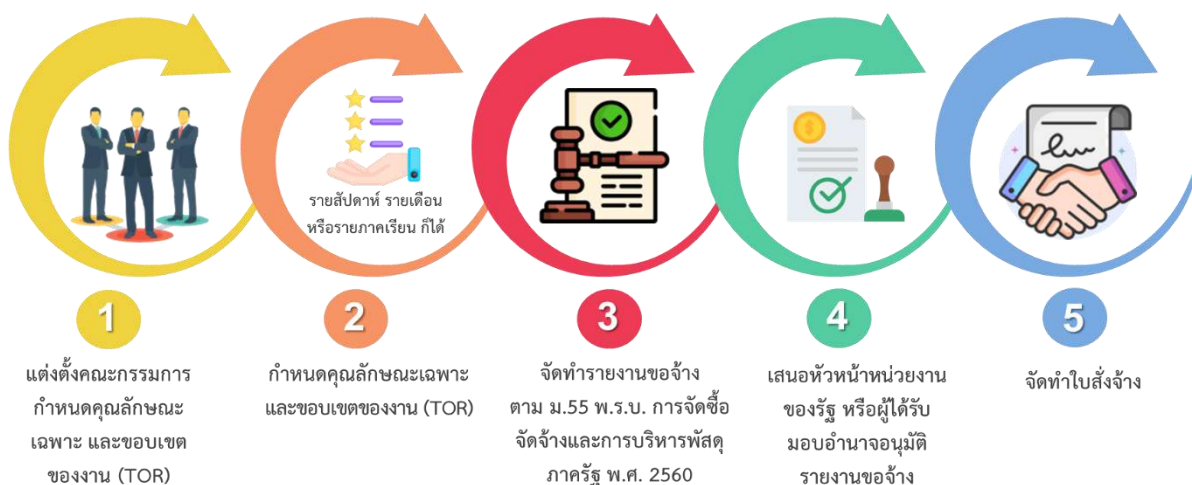 รายสัปดาห์ รายเดือน
หรือรายภาคเรียน ก็ได้
1
แต่งตั้งคณะกรรมการ
กำหนดคุณลักษณะ
เฉพาะ และขอบเขต
ของงาน (TOR)
2
กำหนดคุณลักษณะเฉพาะ
และขอบเขตของงาน (TOR)
3
จัดทำรายงานขอจ้าง
ตาม ม.55 พ.ร.บ. การจัดซื้อ
จัดจ้างและการบริหารพัสดุ
ภาครัฐ พ.ศ. 2560
4
เสนอหัวหน้าหน่วยงาน
ของรัฐ หรือผู้ได้รับ
มอบอำนาจอนุมัติ
รายงานขอจ้าง
5
จัดทำใบสั่งจ้าง